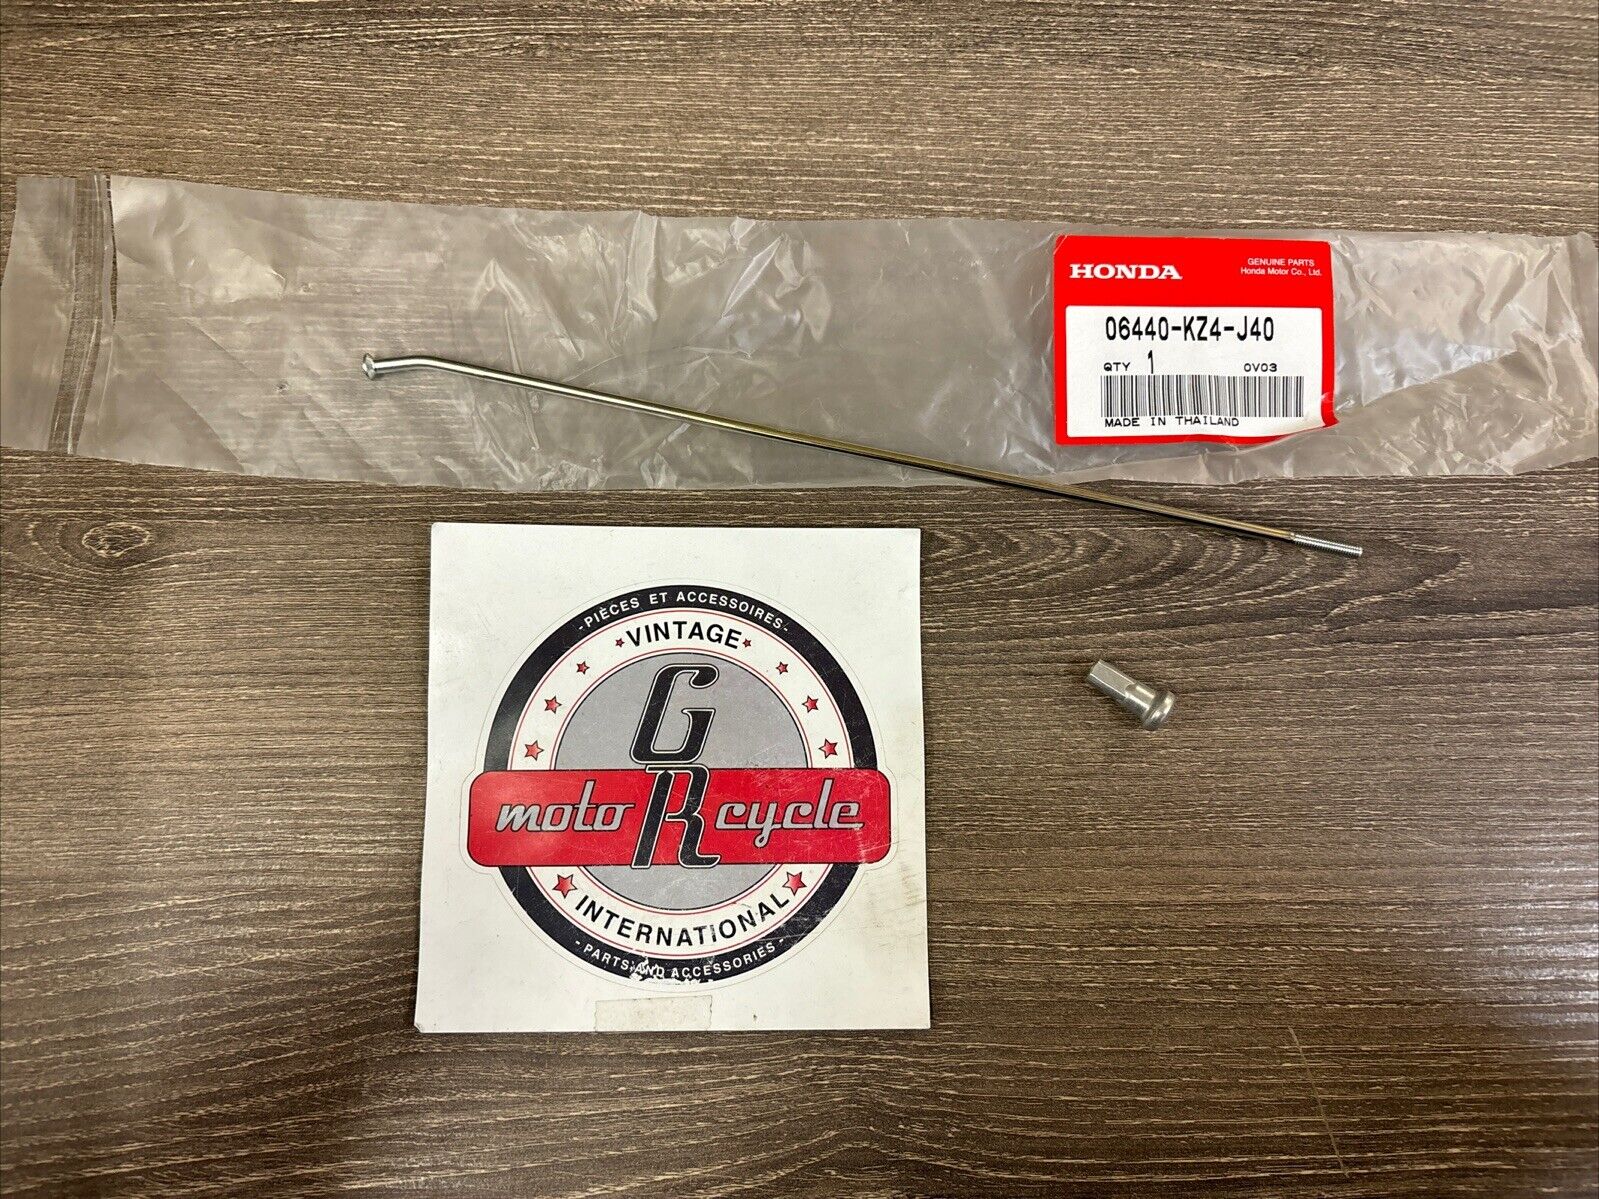 HONDA
GENUINE PARTS
Honda Motor Co., Ltd.
06440-KZ4-J40
QTY 1
0V03
MADE IN THAILAND
-PIÈCES ET ACCESSOIRES-
VINTAGE
GR
moto cycle
INTERNATIONAL
- PARTS AND ACCESSORIES -